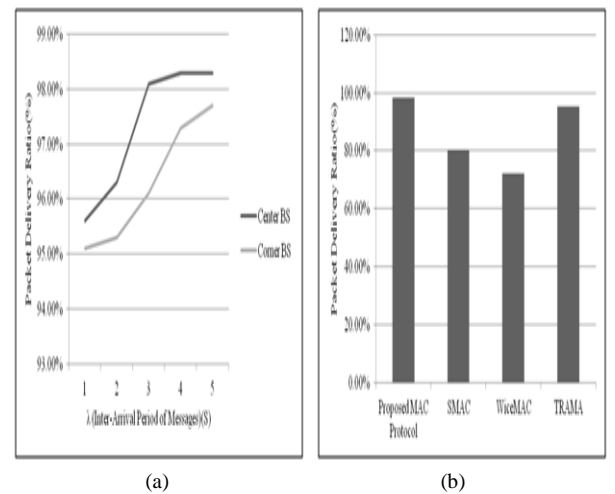 99.00%
98.00%
97.00%
96.00%
95.00%
94.00%
93.00%
Packet Delivery Ratio(%)
Center BS
Corner BS
1 2 3 4 5
λ (Inter-Arrival Period of Messages)(S)
(a)
120.00%
100.00%
80.00%
60.00%
40.00%
20.00%
0.00%
Packet Delivery Ratio(%)
Proposed MAC
Protocol
SMAC
WiceMAC
TRAMA
(b)